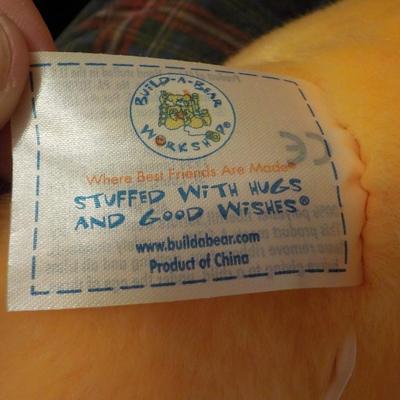 BUILD-A-BEAR
WORKSHOP®
Where Best Friends Are Made®
STUFFED WITH HUGS
AND GOOD WISHES®
www.buildabear.com
Product of China